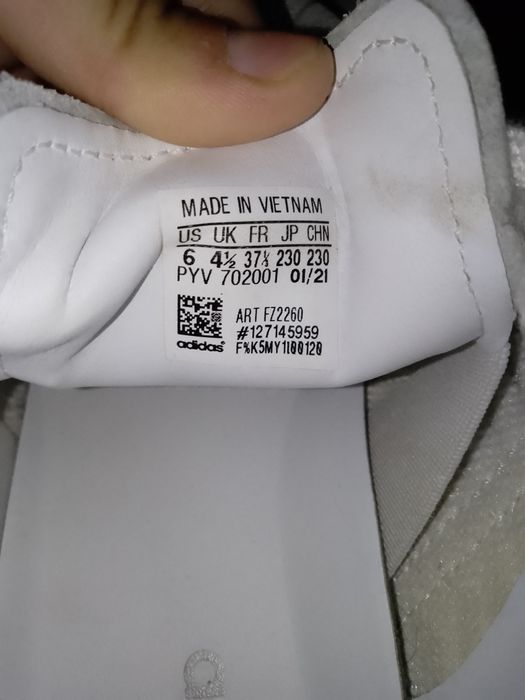 MADE IN VIETNAM
US UK FR JP CHN
6 4½ 37⅓ 230 230
PYV 702001 01/21
ART FZ2260
#127145959
adidas
F%K5MY1I00120